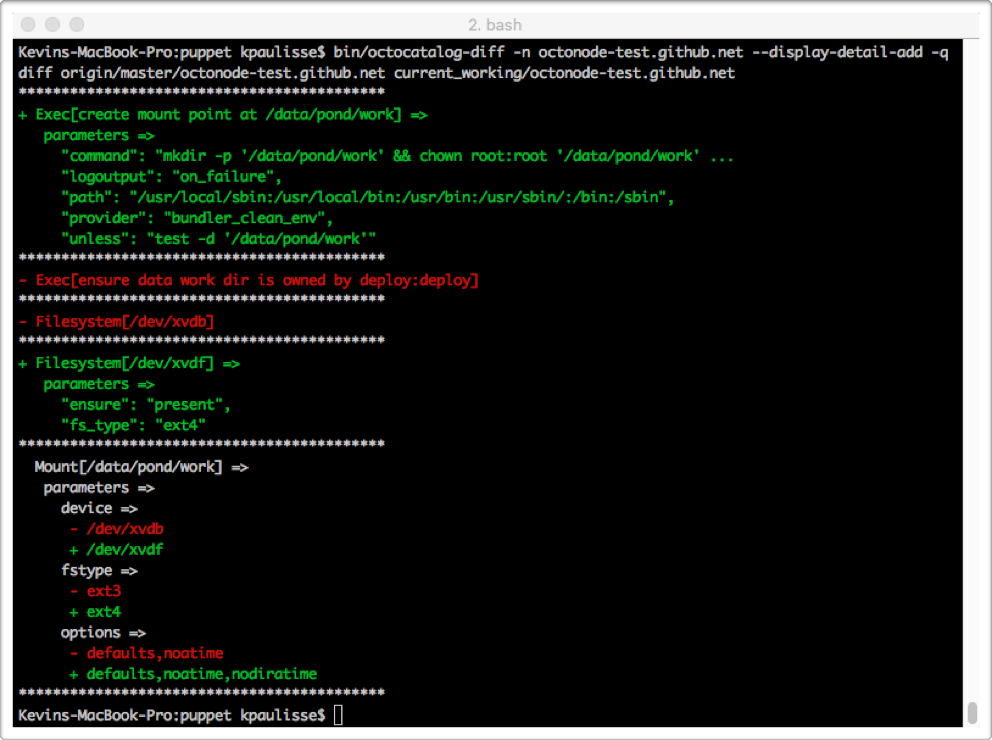 2. bash
Kevins-MacBook-Pro:puppet kpaulisse$ bin/octocatalog-diff -n octonode-test.github.net --display-detail-add -q
diff origin/master/octonode-test.github.net current_working/octonode-test.github.net
*******************************************
+ Exec[create mount point at /data/pond/work] =>
   parameters =>
     "command": "mkdir -p '/data/pond/work' && chown root:root '/data/pond/work' ...
     "logoutput": "on_failure",
     "path": "/usr/local/sbin:/usr/local/bin:/usr/bin:/usr/sbin/:/bin:/sbin",
     "provider": "bundler_clean_env",
     "unless": "test -d '/data/pond/work'"
*******************************************
- Exec[ensure data work dir is owned by deploy:deploy]
*******************************************
- Filesystem[/dev/xvdb]
*******************************************
+ Filesystem[/dev/xvdf] =>
   parameters =>
     "ensure": "present",
     "fs_type": "ext4"
*******************************************
  Mount[/data/pond/work] =>
   parameters =>
     device =>
      - /dev/xvdb
      + /dev/xvdf
     fstype =>
      - ext3
      + ext4
     options =>
      - defaults,noatime
      + defaults,noatime,nodiratime
*******************************************
Kevins-MacBook-Pro:puppet kpaulisse$